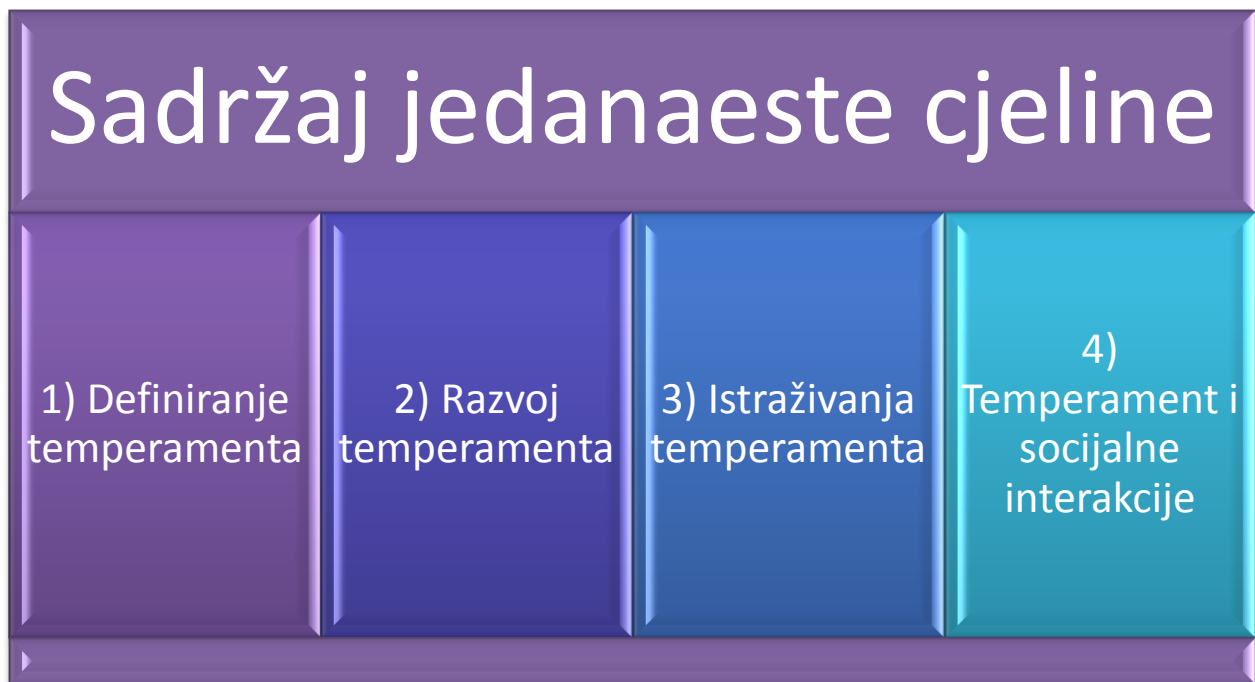 Sadržaj jedanaeste cjeline
1) Definiranje
temperamenta
2) Razvoj
temperamenta
3) Istraživanja
temperamenta
4)
Temperament i
socijalne
interakcije